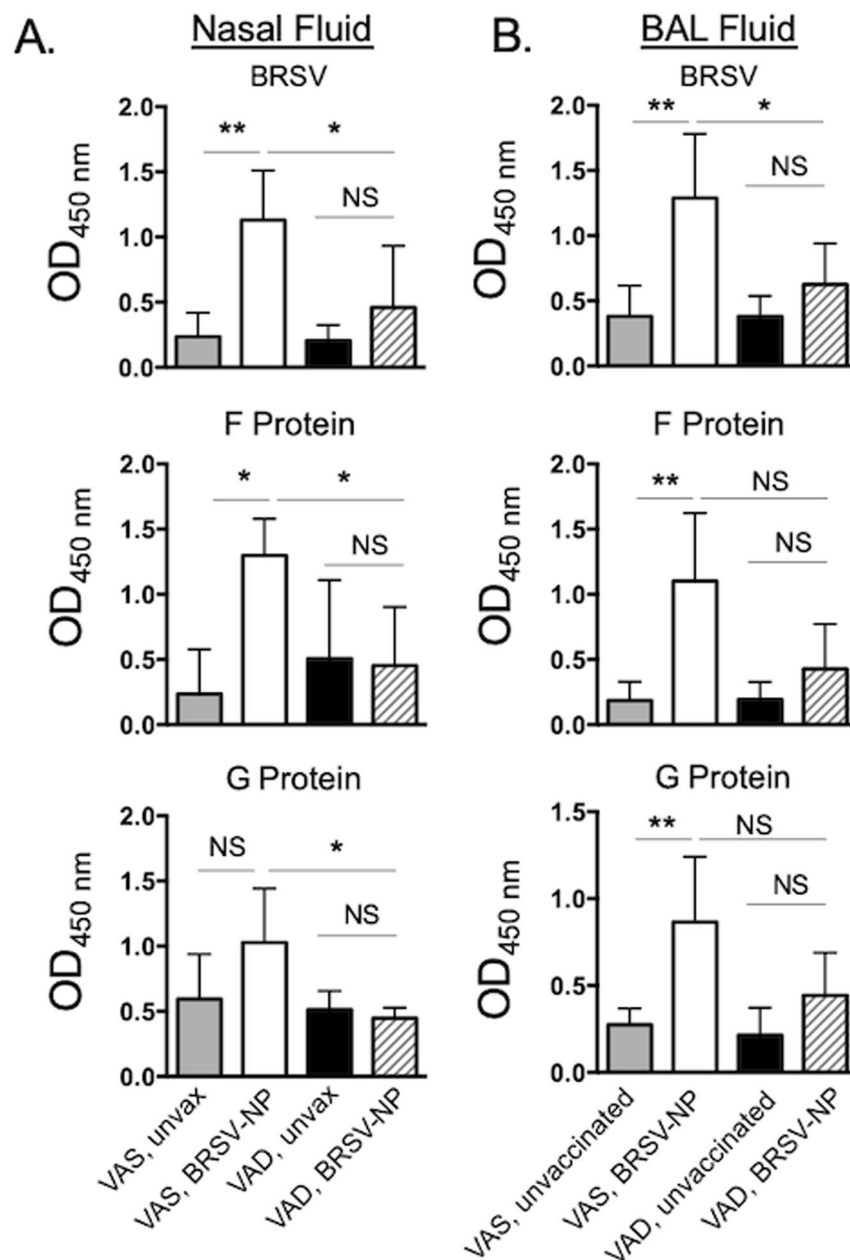 A.
Nasal Fluid
BRSV
OD450 nm
2.0
1.5
1.0
0.5
0.0
**
*
NS
F Protein
OD450 nm
2.0
1.5
1.0
0.5
0.0
*
*
NS
G Protein
OD450 nm
2.0
1.5
1.0
0.5
0.0
NS
*
NS
VAS, unvax
VAS, BRSV-NP
VAD, unvax
VAD, BRSV-NP
B.
BAL Fluid
BRSV
OD450 nm
2.0
1.5
1.0
0.5
0.0
**
*
NS
F Protein
OD450 nm
2.0
1.5
1.0
0.5
0.0
**
NS
NS
G Protein
OD450 nm
1.5
1.0
0.5
0.0
**
NS
NS
VAS, unvaccinated
VAS, BRSV-NP
VAD, unvaccinated
VAD, BRSV-NP